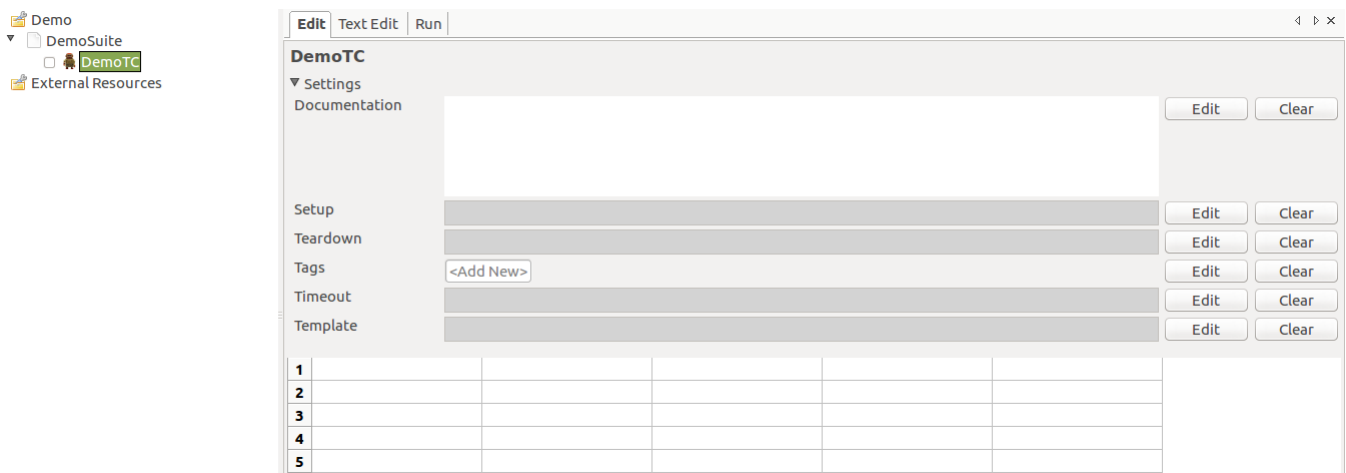 Demo
DemoSuite
DemoTC
External Resources
Edit Text Edit Run
DemoTC
Settings
Documentation Edit Clear
Setup Edit Clear
Teardown Edit Clear
Tags <Add New> Edit Clear
Timeout Edit Clear
Template Edit Clear
1
2
3
4
5